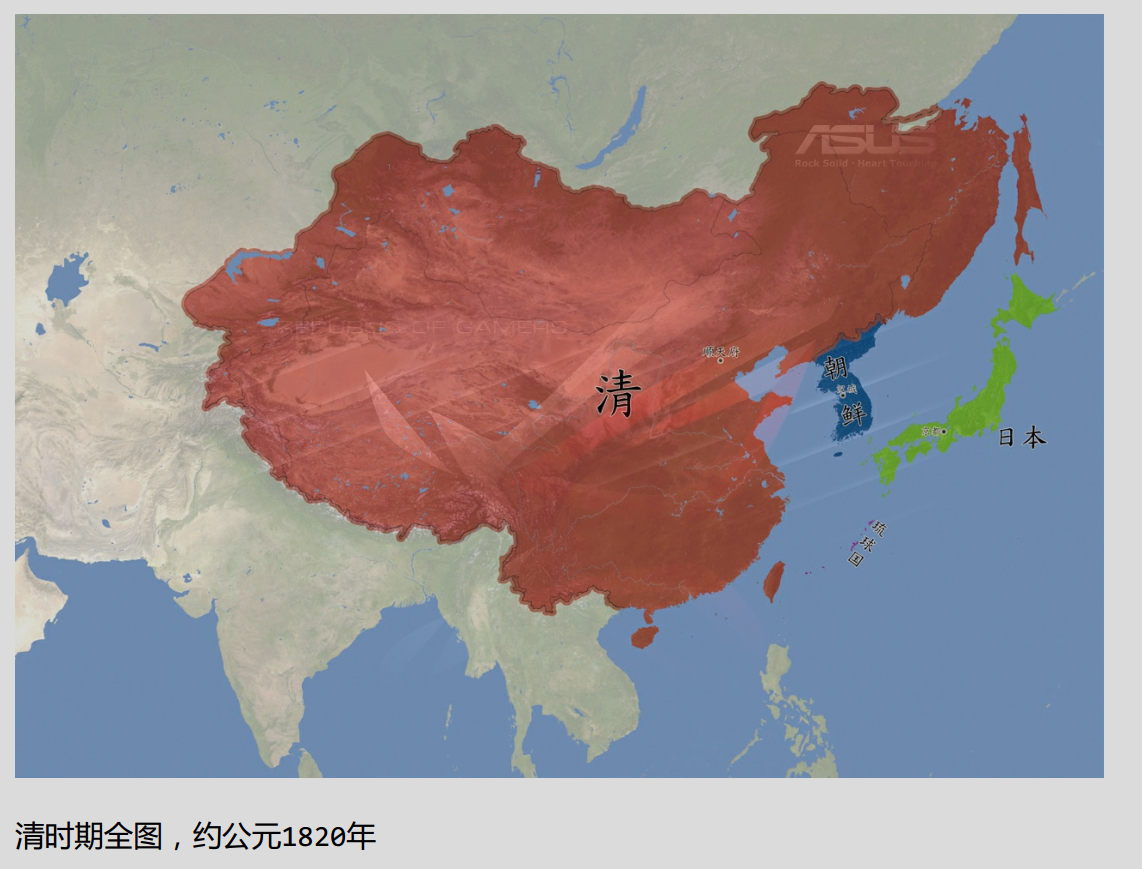 ASUS
Rock Solid · Heart Touching
REPUBLIC OF GAMERS
顺天府
清
朝鲜
汉城
京都
日本
琉球国
清时期全图，约公元1820年